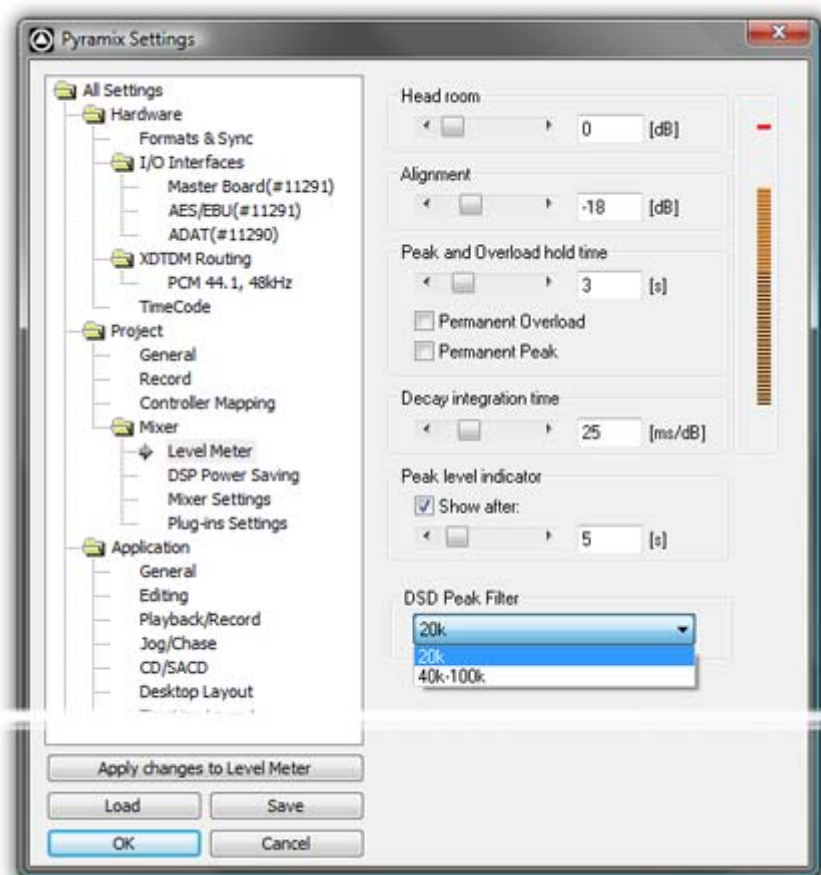 Pyramix Settings
All Settings
Hardware
Formats & Sync
I/O Interfaces
Master Board(#11291)
AES/EBU(#11291)
ADAT(#11290)
XDTDM Routing
PCM 44.1, 48kHz
TimeCode
Project
General
Record
Controller Mapping
Mixer
Level Meter
DSP Power Saving
Mixer Settings
Plug-ins Settings
Application
General
Editing
Playback/Record
Jog/Chase
CD/SACD
Desktop Layout
Apply changes to Level Meter
Load Save
OK Cancel
Head room
0 [dB]
Alignment
-18 [dB]
Peak and Overload hold time
3 [s]
Permanent Overload
Permanent Peak
Decay integration time
25 [ms/dB]
Peak level indicator
Show after:
5 [s]
DSD Peak Filter
20k
20k
40k-100k